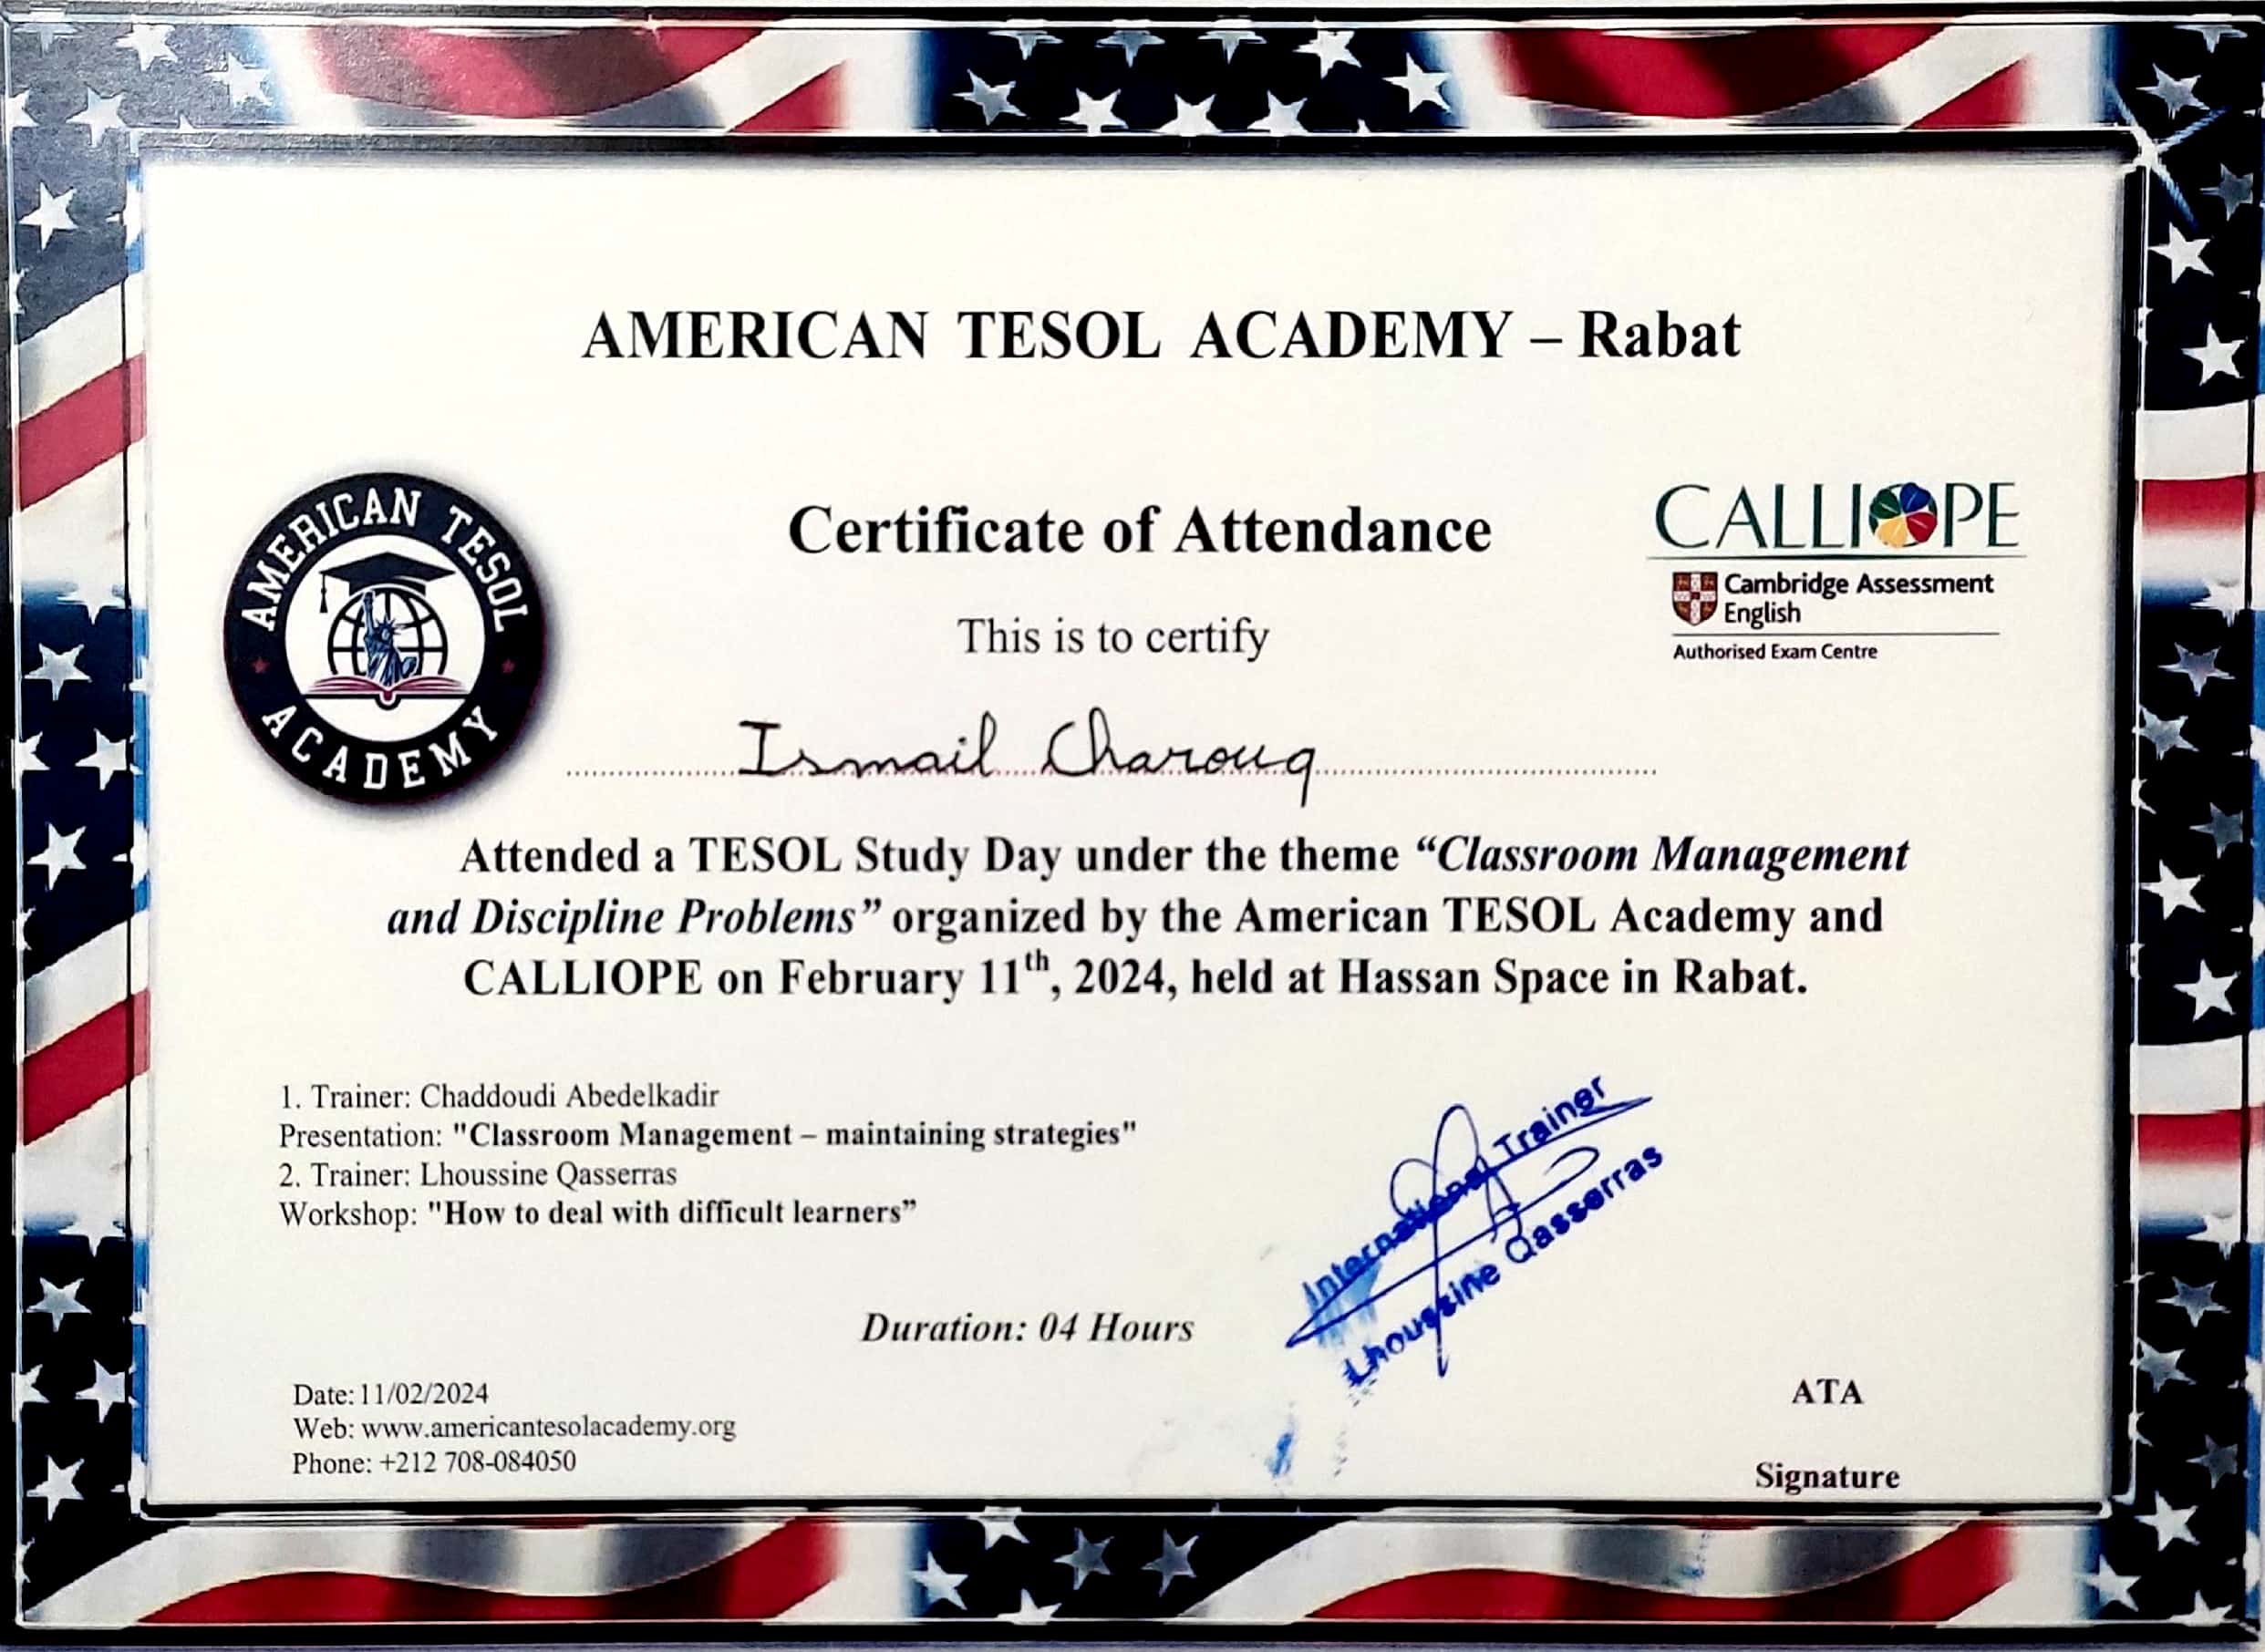 AMERICAN TESOL ACADEMY – Rabat
Certificate of Attendance
AMERICAN TESOL
ACADEMY
CALLIOPE
Cambridge Assessment
English
Authorised Exam Centre
This is to certify
Ismail Charouq
Attended a TESOL Study Day under the theme “Classroom Management
and Discipline Problems” organized by the American TESOL Academy and
CALLIOPE on February 11th, 2024, held at Hassan Space in Rabat.
1. Trainer: Chaddoudi Abedelkadir
Presentation: "Classroom Management – maintaining strategies"
2. Trainer: Lhoussine Qasserras
Workshop: "How to deal with difficult learners”
International Trainer
Lhoussine Qasserras
Duration: 04 Hours
Date: 11/02/2024
Web: www.americantesolacademy.org
Phone: +212 708-084050
ATA
Signature